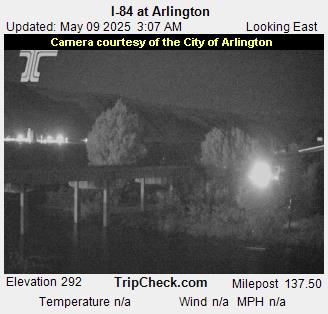 I-84 at Arlington
Updated: May 09 2025 3:07 AM Looking East
Camera courtesy of the City of Arlington
Elevation 292 TripCheck.com Milepost 137.50
Temperature n/a Wind n/a MPH n/a